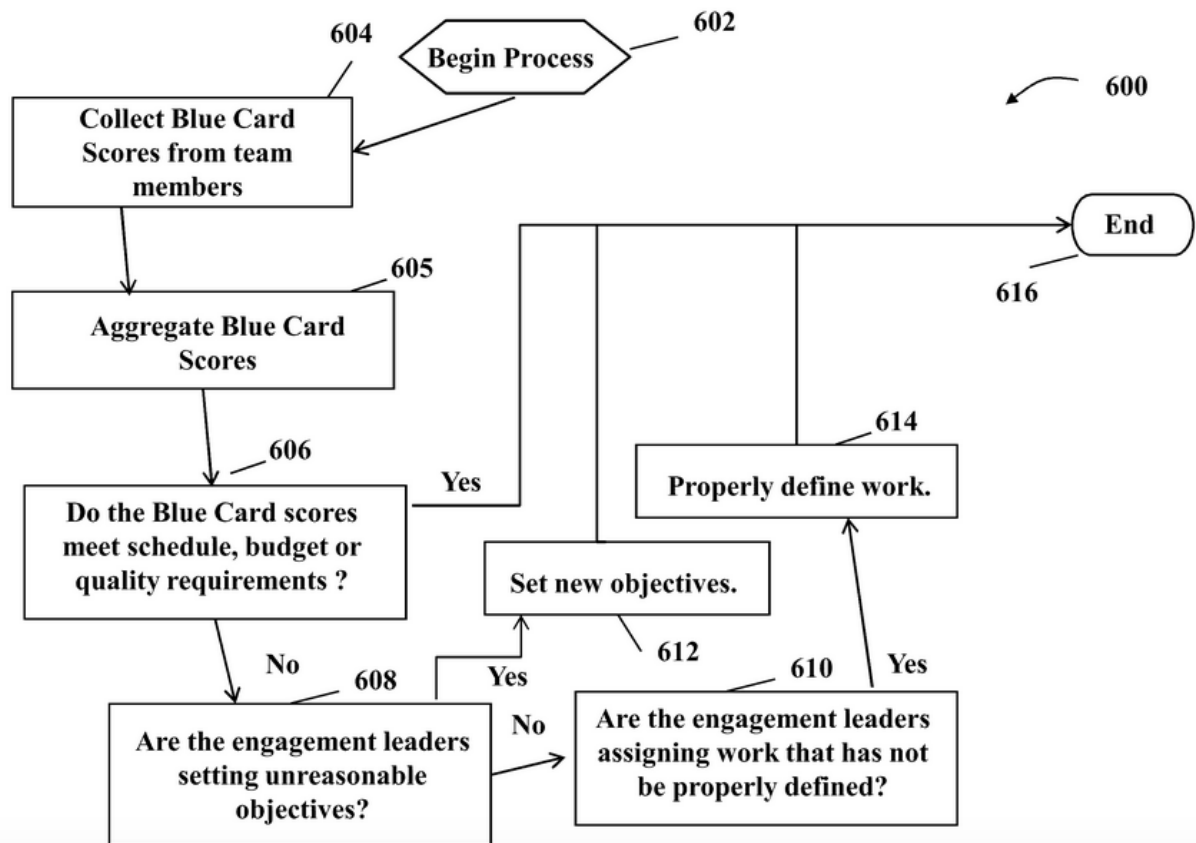 604
602
Begin Process
600
Collect Blue Card
Scores from team
members
End
616
605
Aggregate Blue Card
Scores
606
Yes
614
Properly define work.
Do the Blue Card scores
meet schedule, budget or
quality requirements ?
Set new objectives.
612
No
Yes
608
610
Yes
Are the engagement leaders
setting unreasonable
objectives?
No
Are the engagement leaders
assigning work that has not
be properly defined?